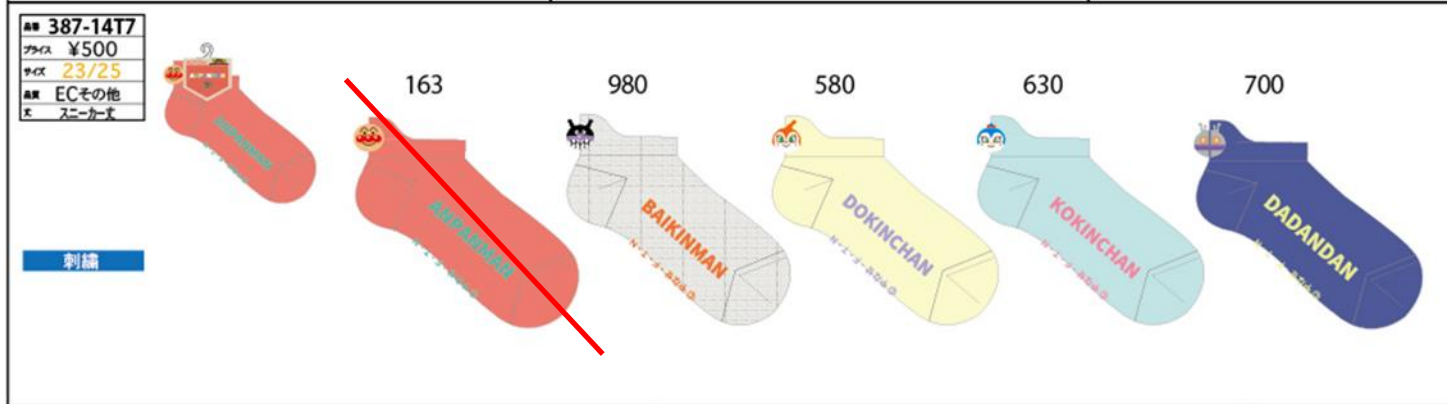 品番 387-14T7
プライス ¥500
サイズ 23/25
品質 ECその他
丈 スニーカー丈
刺繍
163
980
580
630
700
ANPANMAN
ANPANMAN
BAIKINMAN
DOKINCHAN
KOKINCHAN
DADANDAN